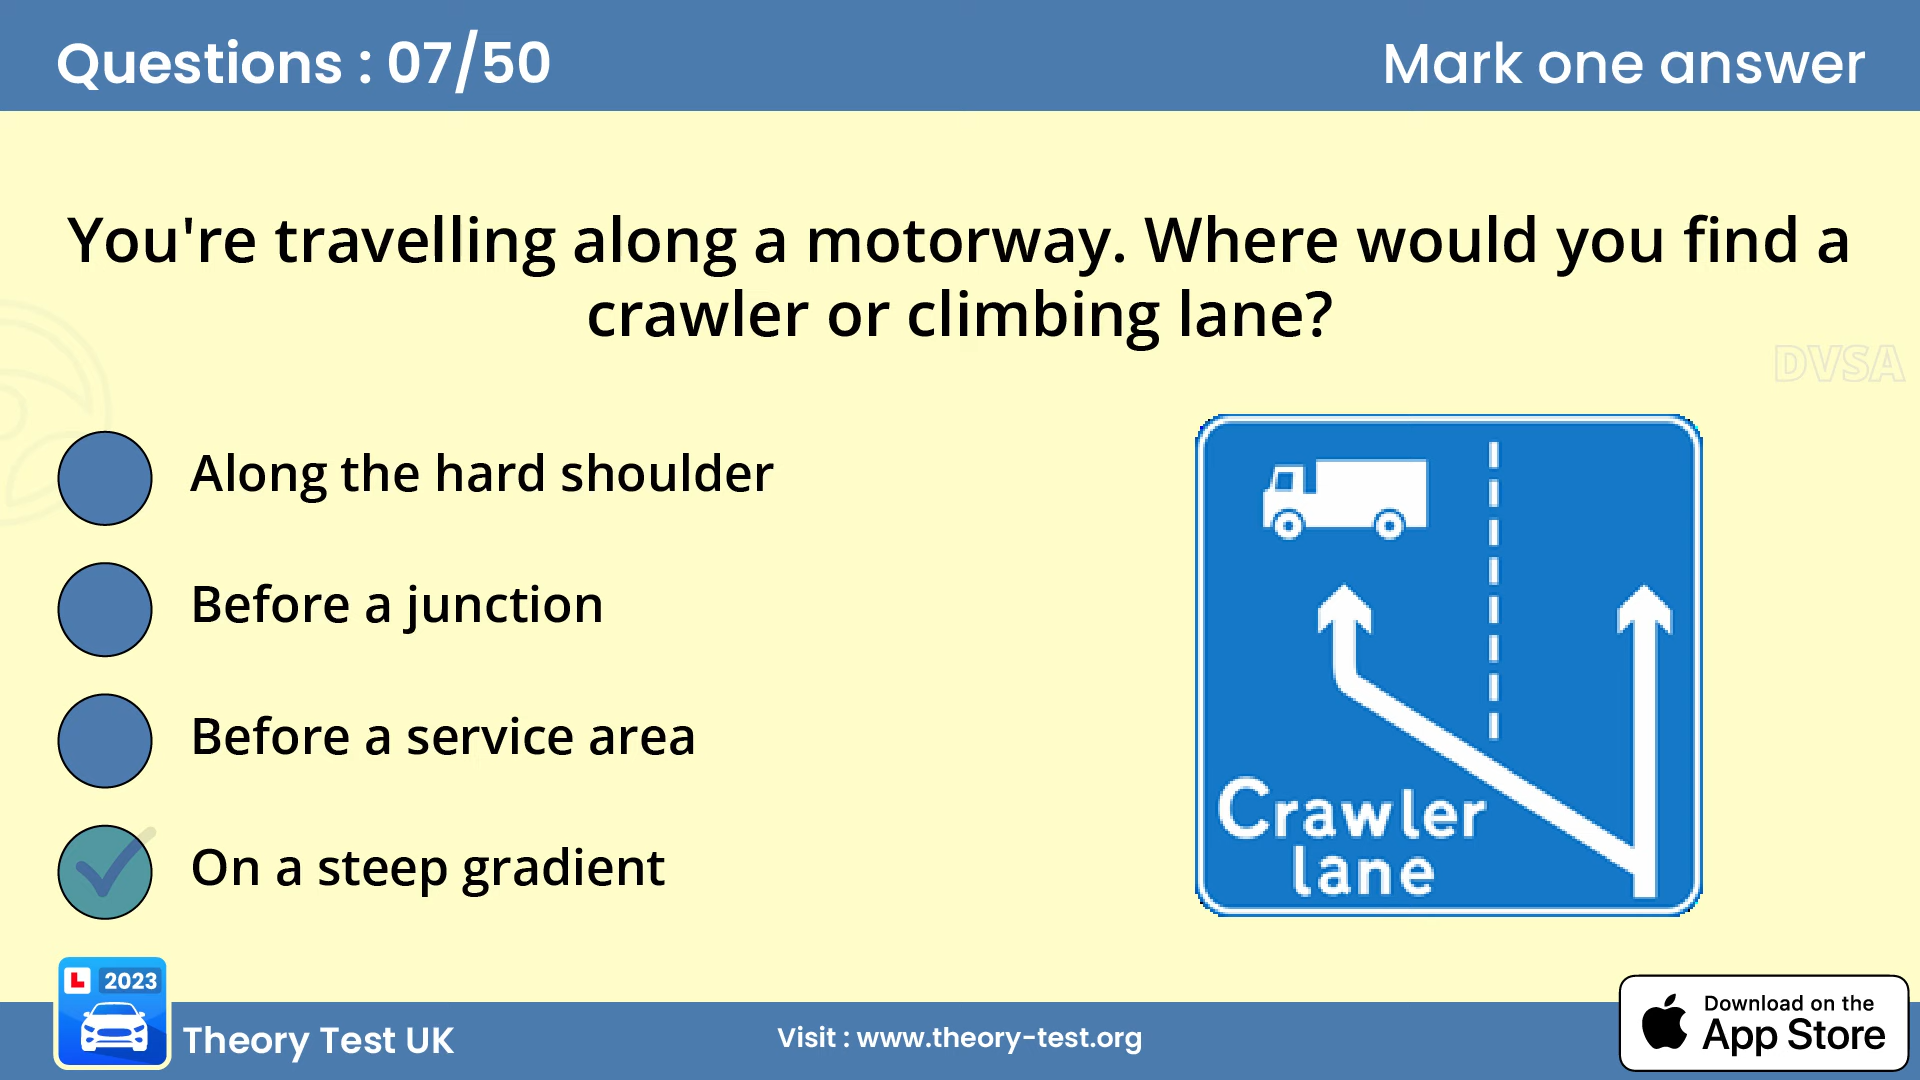 Questions : 07/50
Mark one answer
You're travelling along a motorway. Where would you find a
crawler or climbing lane?
DVSA
Along the hard shoulder
Before a junction
Before a service area
On a steep gradient
Crawler
lane
L 2023
Theory Test UK
Visit : www.theory-test.org
Download on the
App Store